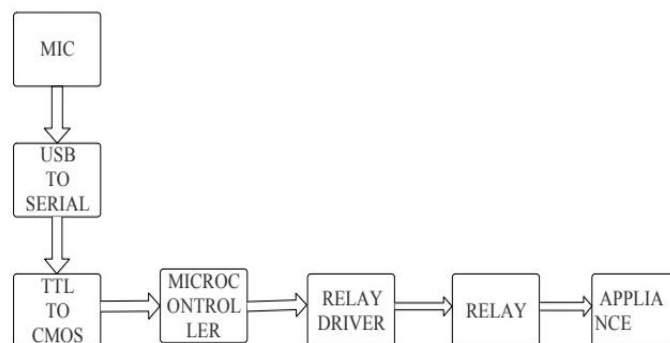 MIC
USB
TO
SERIAL
TTL
TO
CMOS
MICROC
ONTROL
LER
RELAY
DRIVER
RELAY
APPLIA
NCE